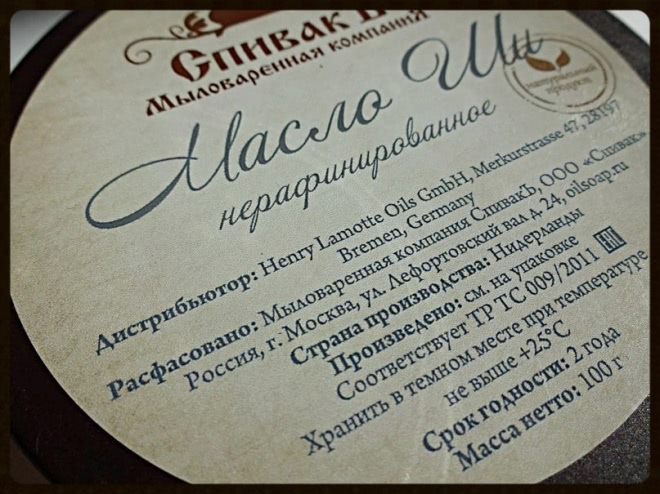 Спивак
Мыловаренная компания
Масло Ши
нерафинированное
натуральный
продукт
Дистрибьютор: Henry Lamotte Oils GmbH, Merkurstrasse 47, 28197
Bremen, Germany
Расфасовано: Мыловаренная компания СпивакЪ, ООО «Спивак»
Россия, г. Москва, ул. Лефортовский вал д. 24, oilsoap.ru
Страна производства: Нидерланды
Произведено: см. на упаковке
Соответствует ТР ТС 009/2011 EAC
Хранить в темном месте при температуре
не выше +25°С
Срок годности: 2 года
Масса нетто: 100 г